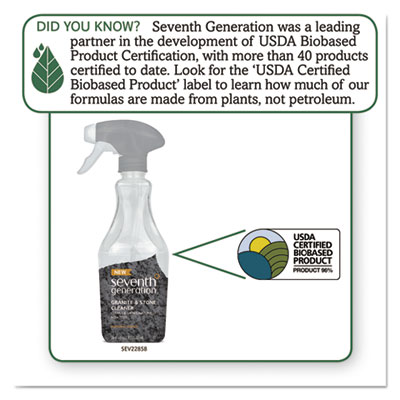 DID YOU KNOW? Seventh Generation was a leading
partner in the development of USDA Biobased
Product Certification, with more than 40 products
certified to date. Look for the 'USDA Certified
Biobased Product' label to learn how much of our
formulas are made from plants, not petroleum.
NEW
seventh
generation
GRANITE & STONE
CLEANER
SEV22858
USDA
CERTIFIED
BIOBASED
PRODUCT
PRODUCT 96%